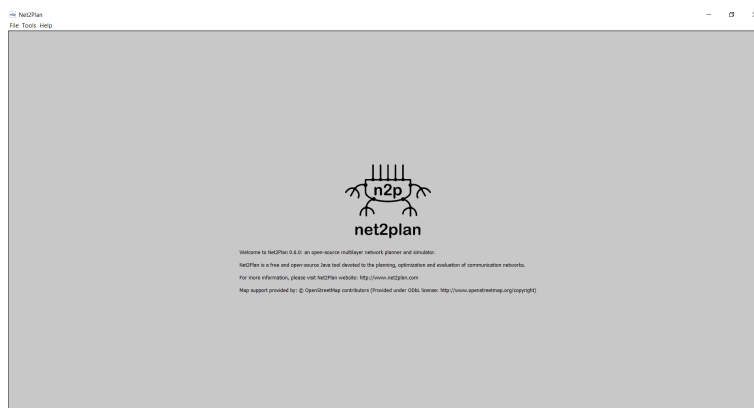 Net2Plan
File Tools Help
n2p
net2plan
Welcome to Net2Plan 0.6.0: an open-source multilayer network planner and simulator.
Net2Plan is a free and open-source Java tool devoted to the planning, optimization and evaluation of communication networks.
For more information, please visit Net2Plan website: http://www.net2plan.com
Map support provided by: © OpenStreetMap contributors (Provided under ODbL license: http://www.openstreetmap.org/copyright)